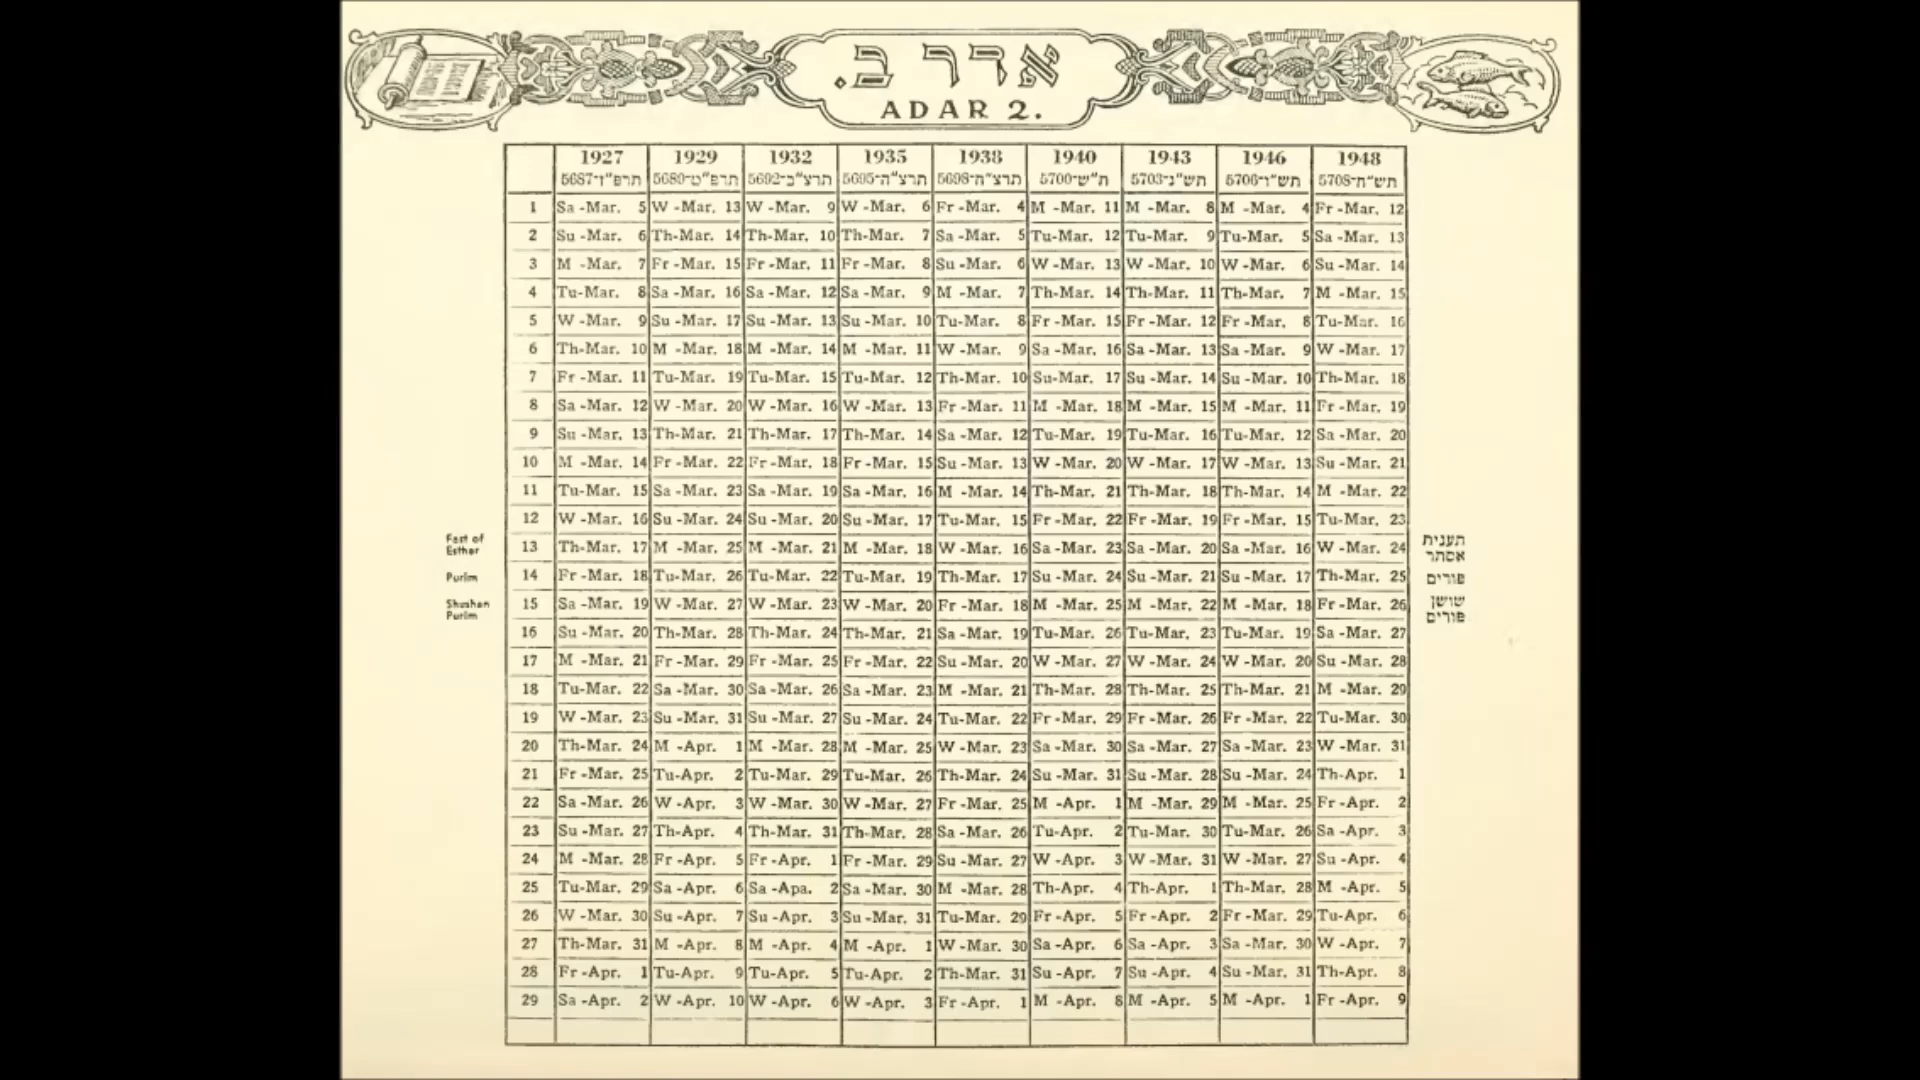 אדר ב.
ADAR 2.
1927 1929 1932 1935 1938 1940 1943 1946 1948
תרפ"ז-5687 תרפ"ט-5689 תרצ"ב-5692 תרצ"ה-5695 תרצ"ח-5698 ת"ש-5700 תש"ג-5703 תש"ו-5706 תש"ח-5708
1 Sa -Mar. 5 W -Mar. 13 W -Mar. 9 W -Mar. 6 Fr -Mar. 4 M -Mar. 11 M -Mar. 8 M -Mar. 4 Fr -Mar. 12
2 Su -Mar. 6 Th-Mar. 14 Th-Mar. 10 Th-Mar. 7 Sa -Mar. 5 Tu-Mar. 12 Tu-Mar. 9 Tu-Mar. 5 Sa -Mar. 13
3 M -Mar. 7 Fr -Mar. 15 Fr -Mar. 11 Fr -Mar. 8 Su -Mar. 6 W -Mar. 13 W -Mar. 10 W -Mar. 6 Su -Mar. 14
4 Tu-Mar. 8 Sa -Mar. 16 Sa -Mar. 12 Sa -Mar. 9 M -Mar. 7 Th-Mar. 14 Th-Mar. 11 Th-Mar. 7 M -Mar. 15
5 W -Mar. 9 Su -Mar. 17 Su -Mar. 13 Su -Mar. 10 Tu-Mar. 8 Fr -Mar. 15 Fr -Mar. 12 Fr -Mar. 8 Tu-Mar. 16
6 Th-Mar. 10 M -Mar. 18 M -Mar. 14 M -Mar. 11 W -Mar. 9 Sa -Mar. 16 Sa -Mar. 13 Sa -Mar. 9 W -Mar. 17
7 Fr -Mar. 11 Tu-Mar. 19 Tu-Mar. 15 Tu-Mar. 12 Th-Mar. 10 Su-Mar. 17 Su -Mar. 14 Su -Mar. 10 Th-Mar. 18
8 Sa -Mar. 12 W -Mar. 20 W -Mar. 16 W -Mar. 13 Fr -Mar. 11 M -Mar. 18 M -Mar. 15 M -Mar. 11 Fr -Mar. 19
9 Su -Mar. 13 Th-Mar. 21 Th-Mar. 17 Th-Mar. 14 Sa -Mar. 12 Tu-Mar. 19 Tu-Mar. 16 Tu-Mar. 12 Sa -Mar. 20
10 M -Mar. 14 Fr -Mar. 22 Fr -Mar. 18 Fr -Mar. 15 Su -Mar. 13 W -Mar. 20 W -Mar. 17 W -Mar. 13 Su -Mar. 21
11 Tu-Mar. 15 Sa -Mar. 23 Sa -Mar. 19 Sa -Mar. 16 M -Mar. 14 Th-Mar. 21 Th-Mar. 18 Th-Mar. 14 M -Mar. 22
12 W -Mar. 16 Su -Mar. 24 Su -Mar. 20 Su -Mar. 17 Tu-Mar. 15 Fr -Mar. 22 Fr -Mar. 19 Fr -Mar. 15 Tu-Mar. 23
Fast of Esther 13 Th-Mar. 17 M -Mar. 25 M -Mar. 21 M -Mar. 18 W -Mar. 16 Sa -Mar. 23 Sa -Mar. 20 Sa -Mar. 16 W -Mar. 24 תענית אסתר
Purim 14 Fr -Mar. 18 Tu-Mar. 26 Tu-Mar. 22 Tu-Mar. 19 Th-Mar. 17 Su -Mar. 24 Su -Mar. 21 Su -Mar. 17 Th-Mar. 25 פורים
Shushan Purim 15 Sa -Mar. 19 W -Mar. 27 W -Mar. 23 W -Mar. 20 Fr -Mar. 18 M -Mar. 25 M -Mar. 22 M -Mar. 18 Fr -Mar. 26 שושן פורים
16 Su -Mar. 20 Th-Mar. 28 Th-Mar. 24 Th-Mar. 21 Sa -Mar. 19 Tu-Mar. 26 Tu-Mar. 23 Tu-Mar. 19 Sa -Mar. 27
17 M -Mar. 21 Fr -Mar. 29 Fr -Mar. 25 Fr -Mar. 22 Su -Mar. 20 W -Mar. 27 W -Mar. 24 W -Mar. 20 Su -Mar. 28
18 Tu-Mar. 22 Sa -Mar. 30 Sa -Mar. 26 Sa -Mar. 23 M -Mar. 21 Th-Mar. 28 Th-Mar. 25 Th-Mar. 21 M -Mar. 29
19 W -Mar. 23 Su -Mar. 31 Su -Mar. 27 Su -Mar. 24 Tu-Mar. 22 Fr -Mar. 29 Fr -Mar. 26 Fr -Mar. 22 Tu-Mar. 30
20 Th-Mar. 24 M -Apr. 1 M -Mar. 28 M -Mar. 25 W -Mar. 23 Sa -Mar. 30 Sa -Mar. 27 Sa -Mar. 23 W -Mar. 31
21 Fr -Mar. 25 Tu-Apr. 2 Tu-Mar. 29 Tu-Mar. 26 Th-Mar. 24 Su -Mar. 31 Su -Mar. 28 Su -Mar. 24 Th-Apr. 1
22 Sa -Mar. 26 W -Apr. 3 W -Mar. 30 W -Mar. 27 Fr -Mar. 25 M -Apr. 1 M -Mar. 29 M -Mar. 25 Fr -Apr. 2
23 Su -Mar. 27 Th-Apr. 4 Th-Mar. 31 Th-Mar. 28 Sa -Mar. 26 Tu-Apr. 2 Tu-Mar. 30 Tu-Mar. 26 Sa -Apr. 3
24 M -Mar. 28 Fr -Apr. 5 Fr -Apr. 1 Fr -Mar. 29 Su -Mar. 27 W -Apr. 3 W -Mar. 31 W -Mar. 27 Su -Apr. 4
25 Tu-Mar. 29 Sa -Apr. 6 Sa -Apa. 2 Sa -Mar. 30 M -Mar. 28 Th-Apr. 4 Th-Apr. 1 Th-Mar. 28 M -Apr. 5
26 W -Mar. 30 Su -Apr. 7 Su -Apr. 3 Su -Mar. 31 Tu-Mar. 29 Fr -Apr. 5 Fr -Apr. 2 Fr -Mar. 29 Tu-Apr. 6
27 Th-Mar. 31 M -Apr. 8 M -Apr. 4 M -Apr. 1 W -Mar. 30 Sa -Apr. 6 Sa -Apr. 3 Sa -Mar. 30 W -Apr. 7
28 Fr -Apr. 1 Tu-Apr. 9 Tu-Apr. 5 Tu-Apr. 2 Th-Mar. 31 Su -Apr. 7 Su -Apr. 4 Su -Mar. 31 Th-Apr. 8
29 Sa -Apr. 2 W -Apr. 10 W -Apr. 6 W -Apr. 3 Fr -Apr. 1 M -Apr. 8 M -Apr. 5 M -Apr. 1 Fr -Apr. 9